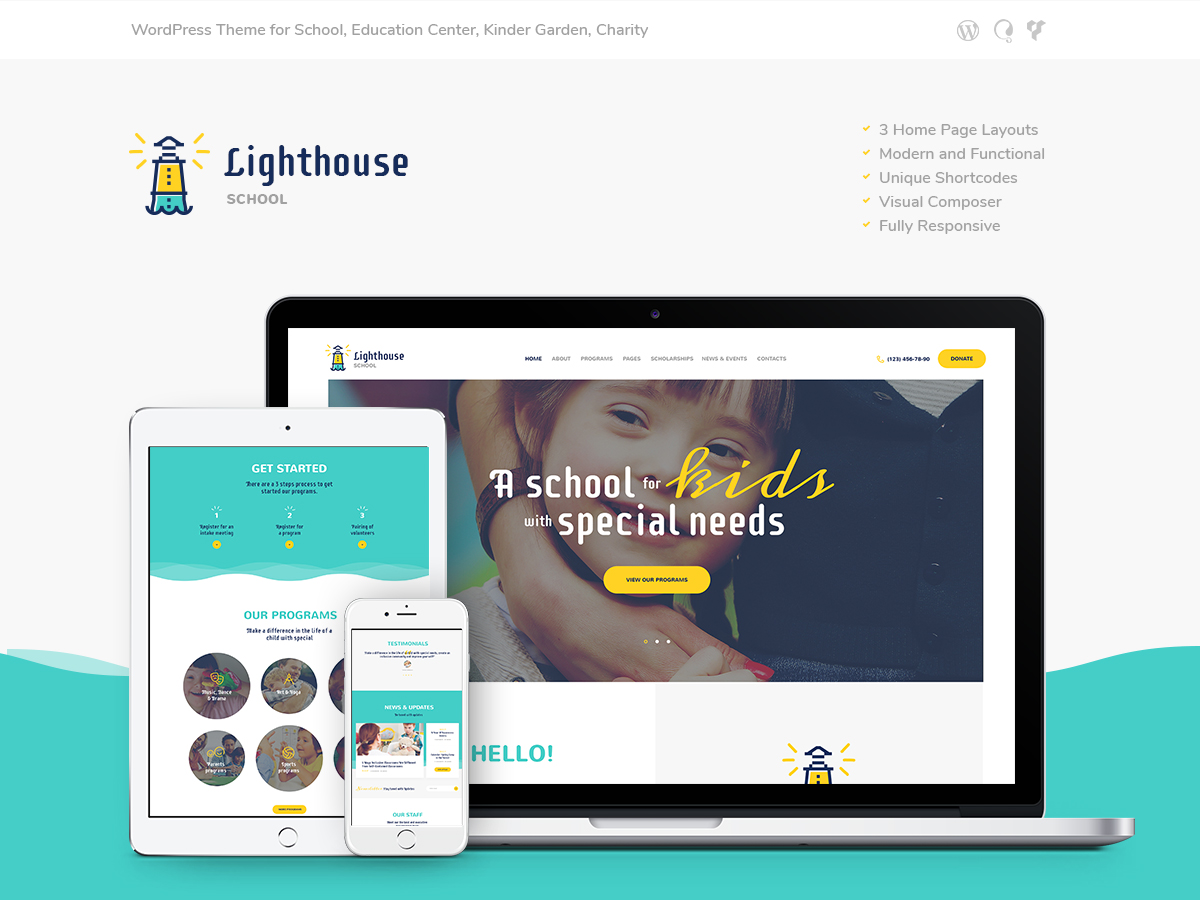 WordPress Theme for School, Education Center, Kinder Garden, Charity
Lighthouse
SCHOOL
3 Home Page Layouts
Modern and Functional
Unique Shortcodes
Visual Composer
Fully Responsive
Lighthouse
SCHOOL
HOME ABOUT PROGRAMS PAGES SCHOLARSHIPS NEWS & EVENTS CONTACTS
(123) 456-78-90
DONATE
A school for kids
with special needs
VIEW OUR PROGRAMS
HELLO!
GET STARTED
There are a 3 steps process to get
started our programs.
1 2 3
Register for an
intake meeting
Register for
a program
Pairing of
volunteers
OUR PROGRAMS
Make a difference in the life of a
child with special
Music, Dance
& Drama
Art & Yoga
Parents
programs
Sports
programs
MORE PROGRAMS
TESTIMONIALS
NEWS & UPDATES
Stay tuned with updates
OUR STAFF